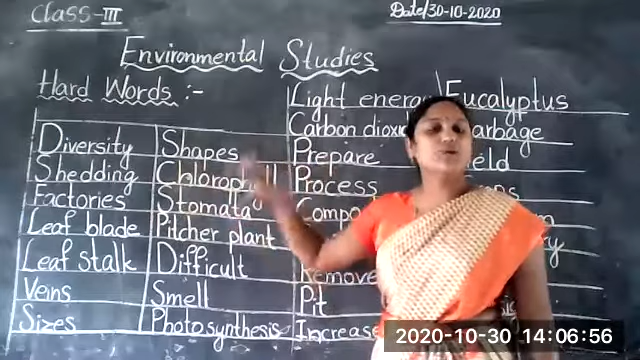 Class-III
Date/30-10-2020
Environmental Studies
Hard Words :-
Diversity
Shedding
Factories
Leaf blade
Leaf stalk
Veins
Sizes
Shapes
Stomata
Pitcher plant
Difficult
Smell
Photosynthesis
Light energy
Carbon dioxi
Prepare
Process
Compo
Remove
Pit
Increase
Eucalyptus
2020-10-30 14:06:56